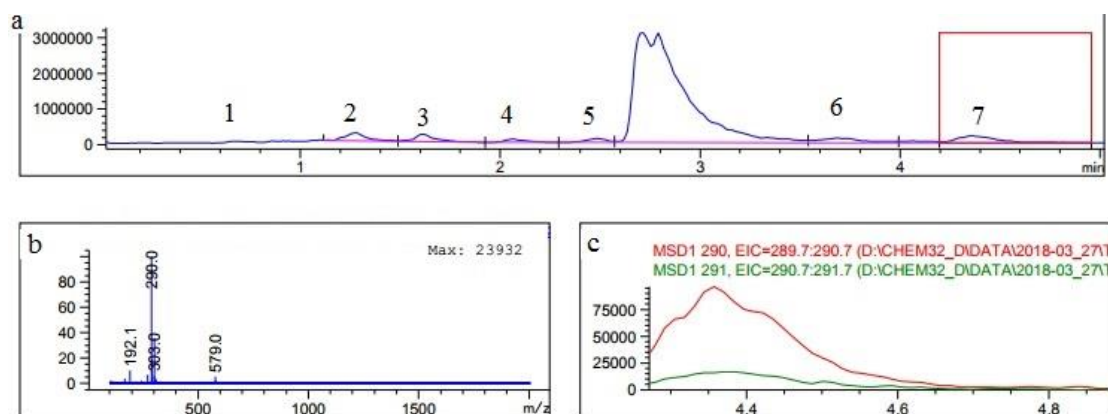 a
3000000
2000000
1000000
0
1 2 3 4 5 6 7
1 2 3 4 min
b
Max: 23932
80
60
40
20
0
192.1 290.0 303.0 579.0
500 1000 1500 m/z
c
MSD1 290, EIC=289.7:290.7 (D:\CHEM32_D\DATA\2018-03_27\T
MSD1 291, EIC=290.7:291.7 (D:\CHEM32_D\DATA\2018-03_27\T
75000
50000
25000
0
4.4 4.6 4.8